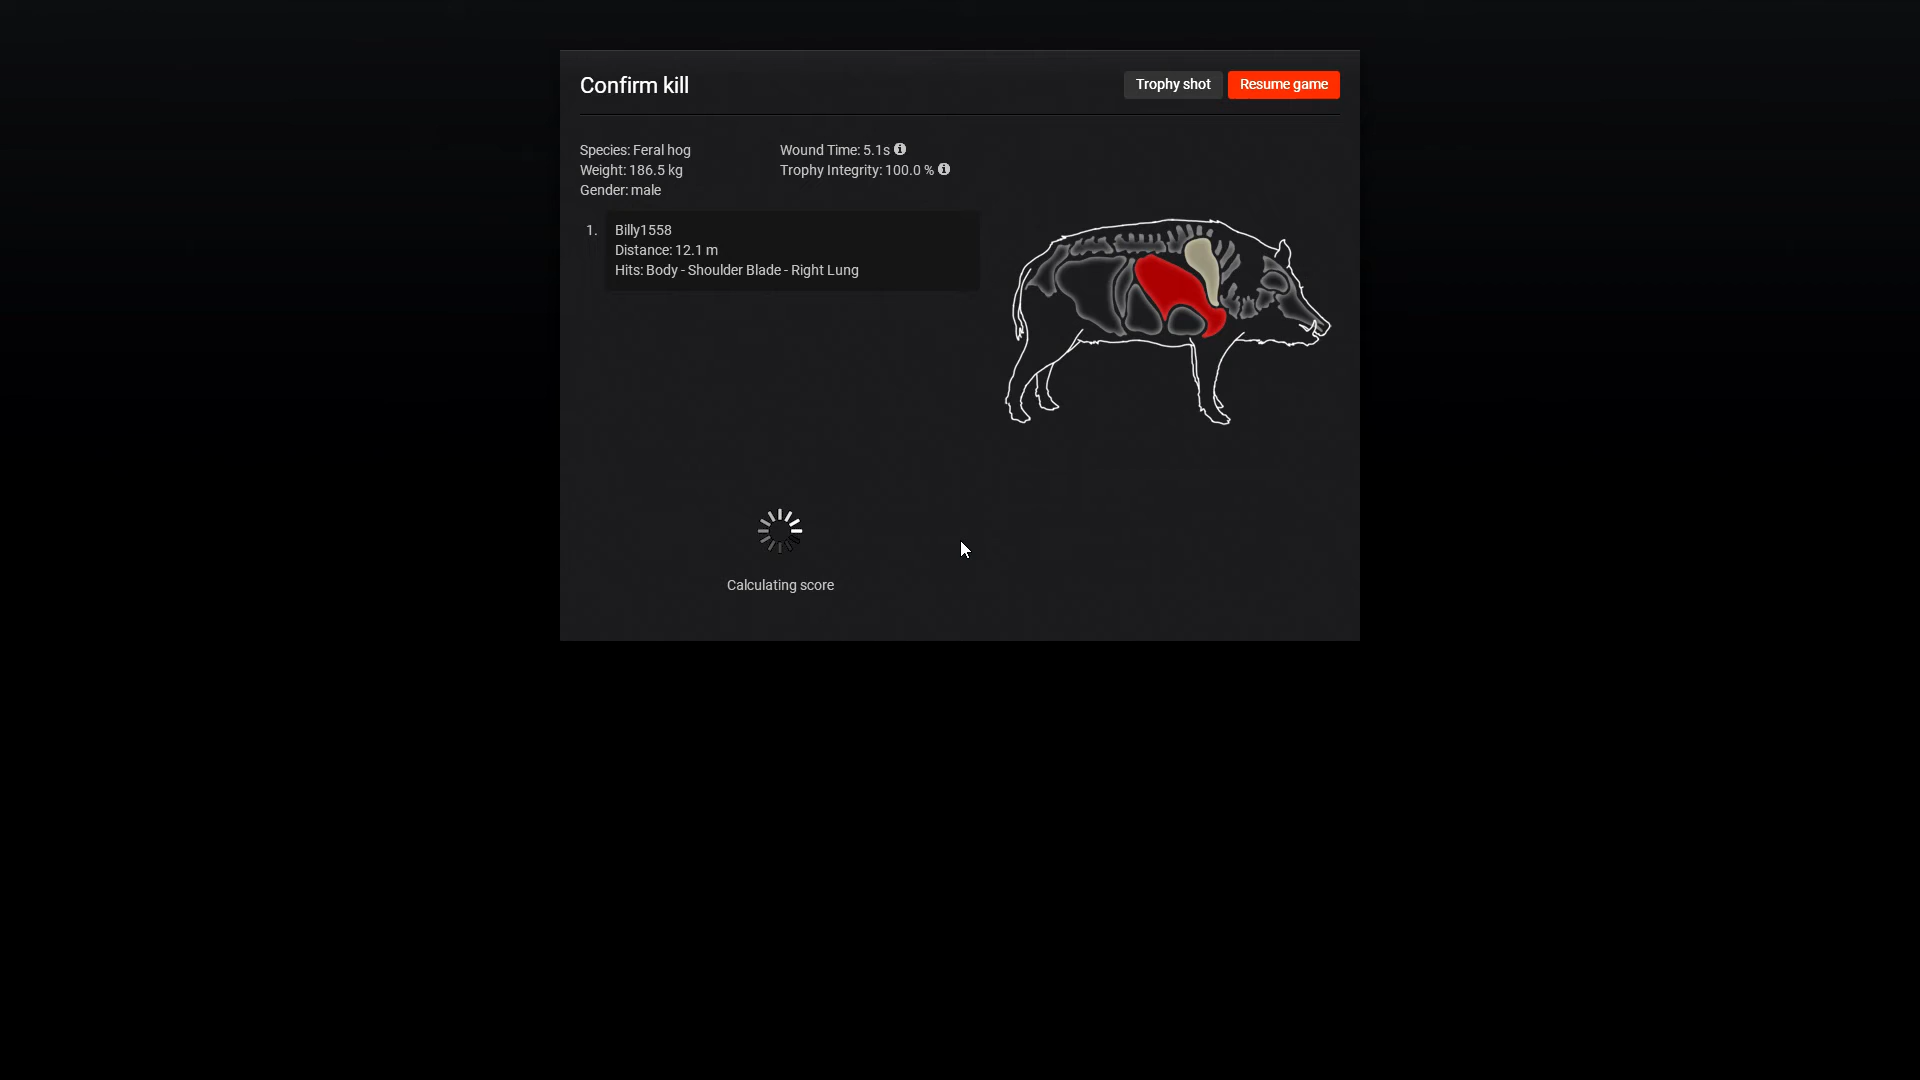 Confirm kill
Trophy shot
Resume game
Species: Feral hog
Weight: 186.5 kg
Gender: male
Wound Time: 5.1s
Trophy Integrity: 100.0 %
1.
Billy1558
Distance: 12.1 m
Hits: Body - Shoulder Blade - Right Lung
Calculating score